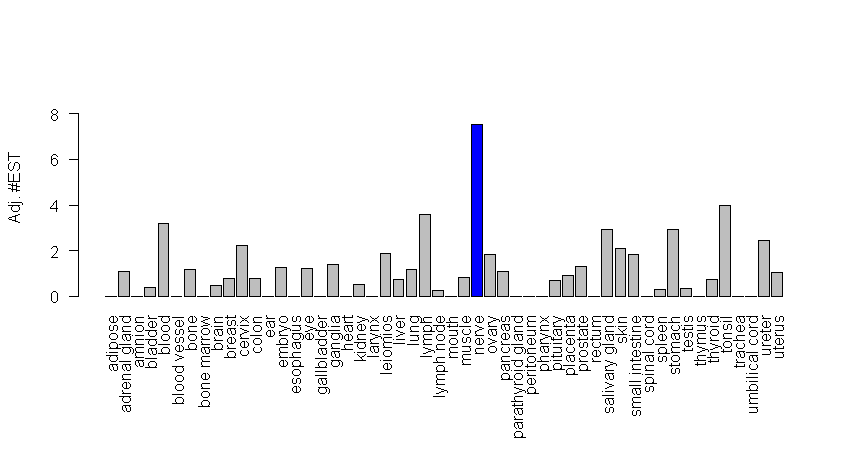 Adj. #EST
8
6
4
2
0
adipose
adrenal gland
amnion
bladder
blood
blood vessel
bone
bone marrow
brain
breast
cervix
colon
ear
embryo
esophagus
eye
gallbladder
ganglia
heart
kidney
larynx
leiomios
liver
lung
lymph
lymph node
mouth
muscle
nerve
ovary
pancreas
parathyroid gland
peritoneum
pharynx
pituitary
placenta
prostate
rectum
salivary gland
skin
small intestine
spinal cord
spleen
stomach
testis
thymus
thyroid
tonsil
trachea
umbilical cord
ureter
uterus